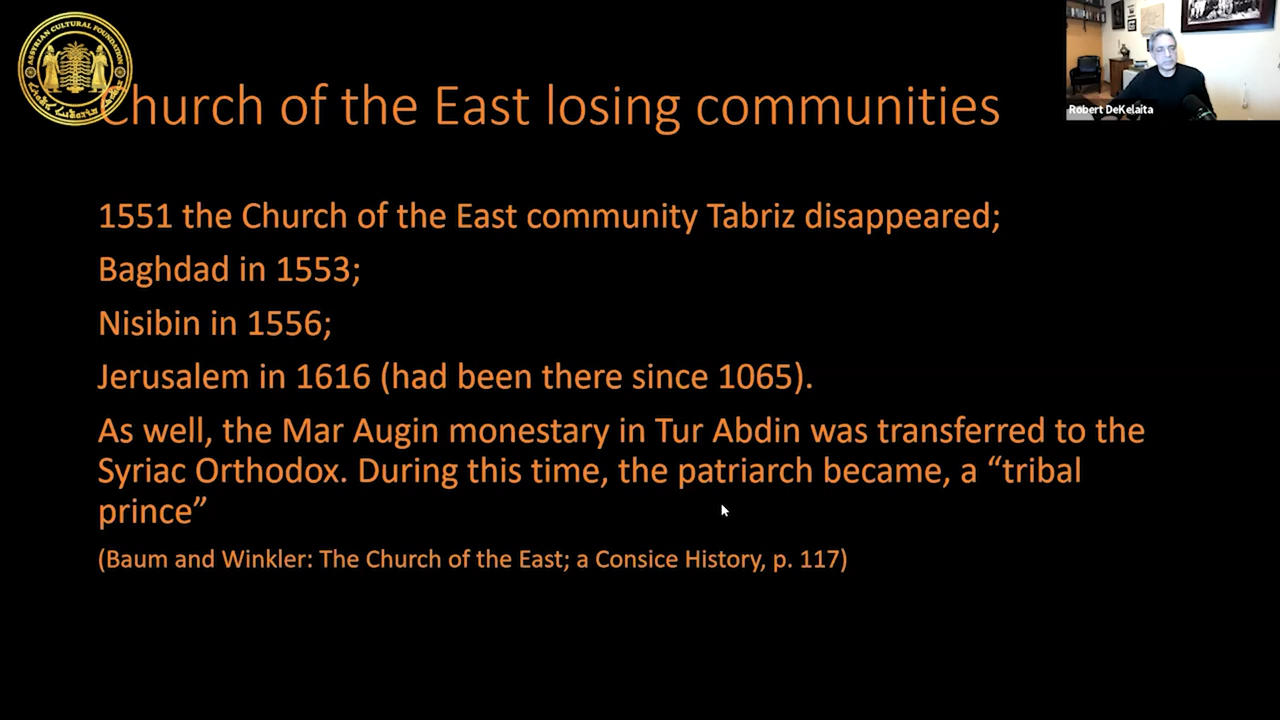 ASSYRIAN CULTURAL FOUNDATION
Church of the East losing communities
Robert DeKelaita
1551 the Church of the East community Tabriz disappeared;
Baghdad in 1553;
Nisibin in 1556;
Jerusalem in 1616 (had been there since 1065).
As well, the Mar Augin monestary in Tur Abdin was transferred to the
Syriac Orthodox. During this time, the patriarch became, a “tribal
prince”
(Baum and Winkler: The Church of the East; a Consice History, p. 117)